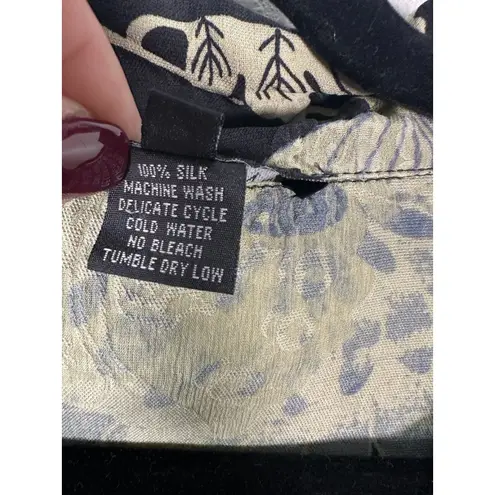 100% SILK
MACHINE WASH
DELICATE CYCLE
COLD WATER
NO BLEACH
TUMBLE DRY LOW